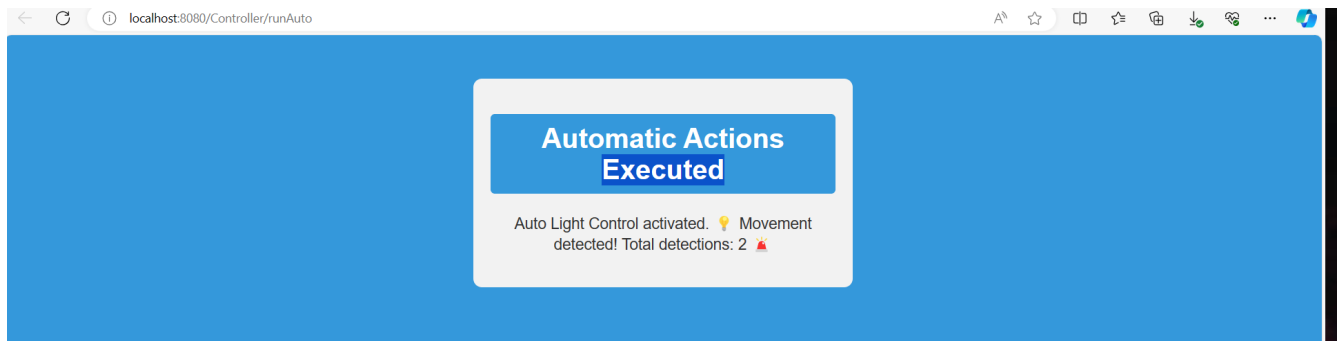 localhost:8080/Controller/runAuto
Automatic Actions
Executed
Auto Light Control activated. 💡 Movement
detected! Total detections: 2 🚨